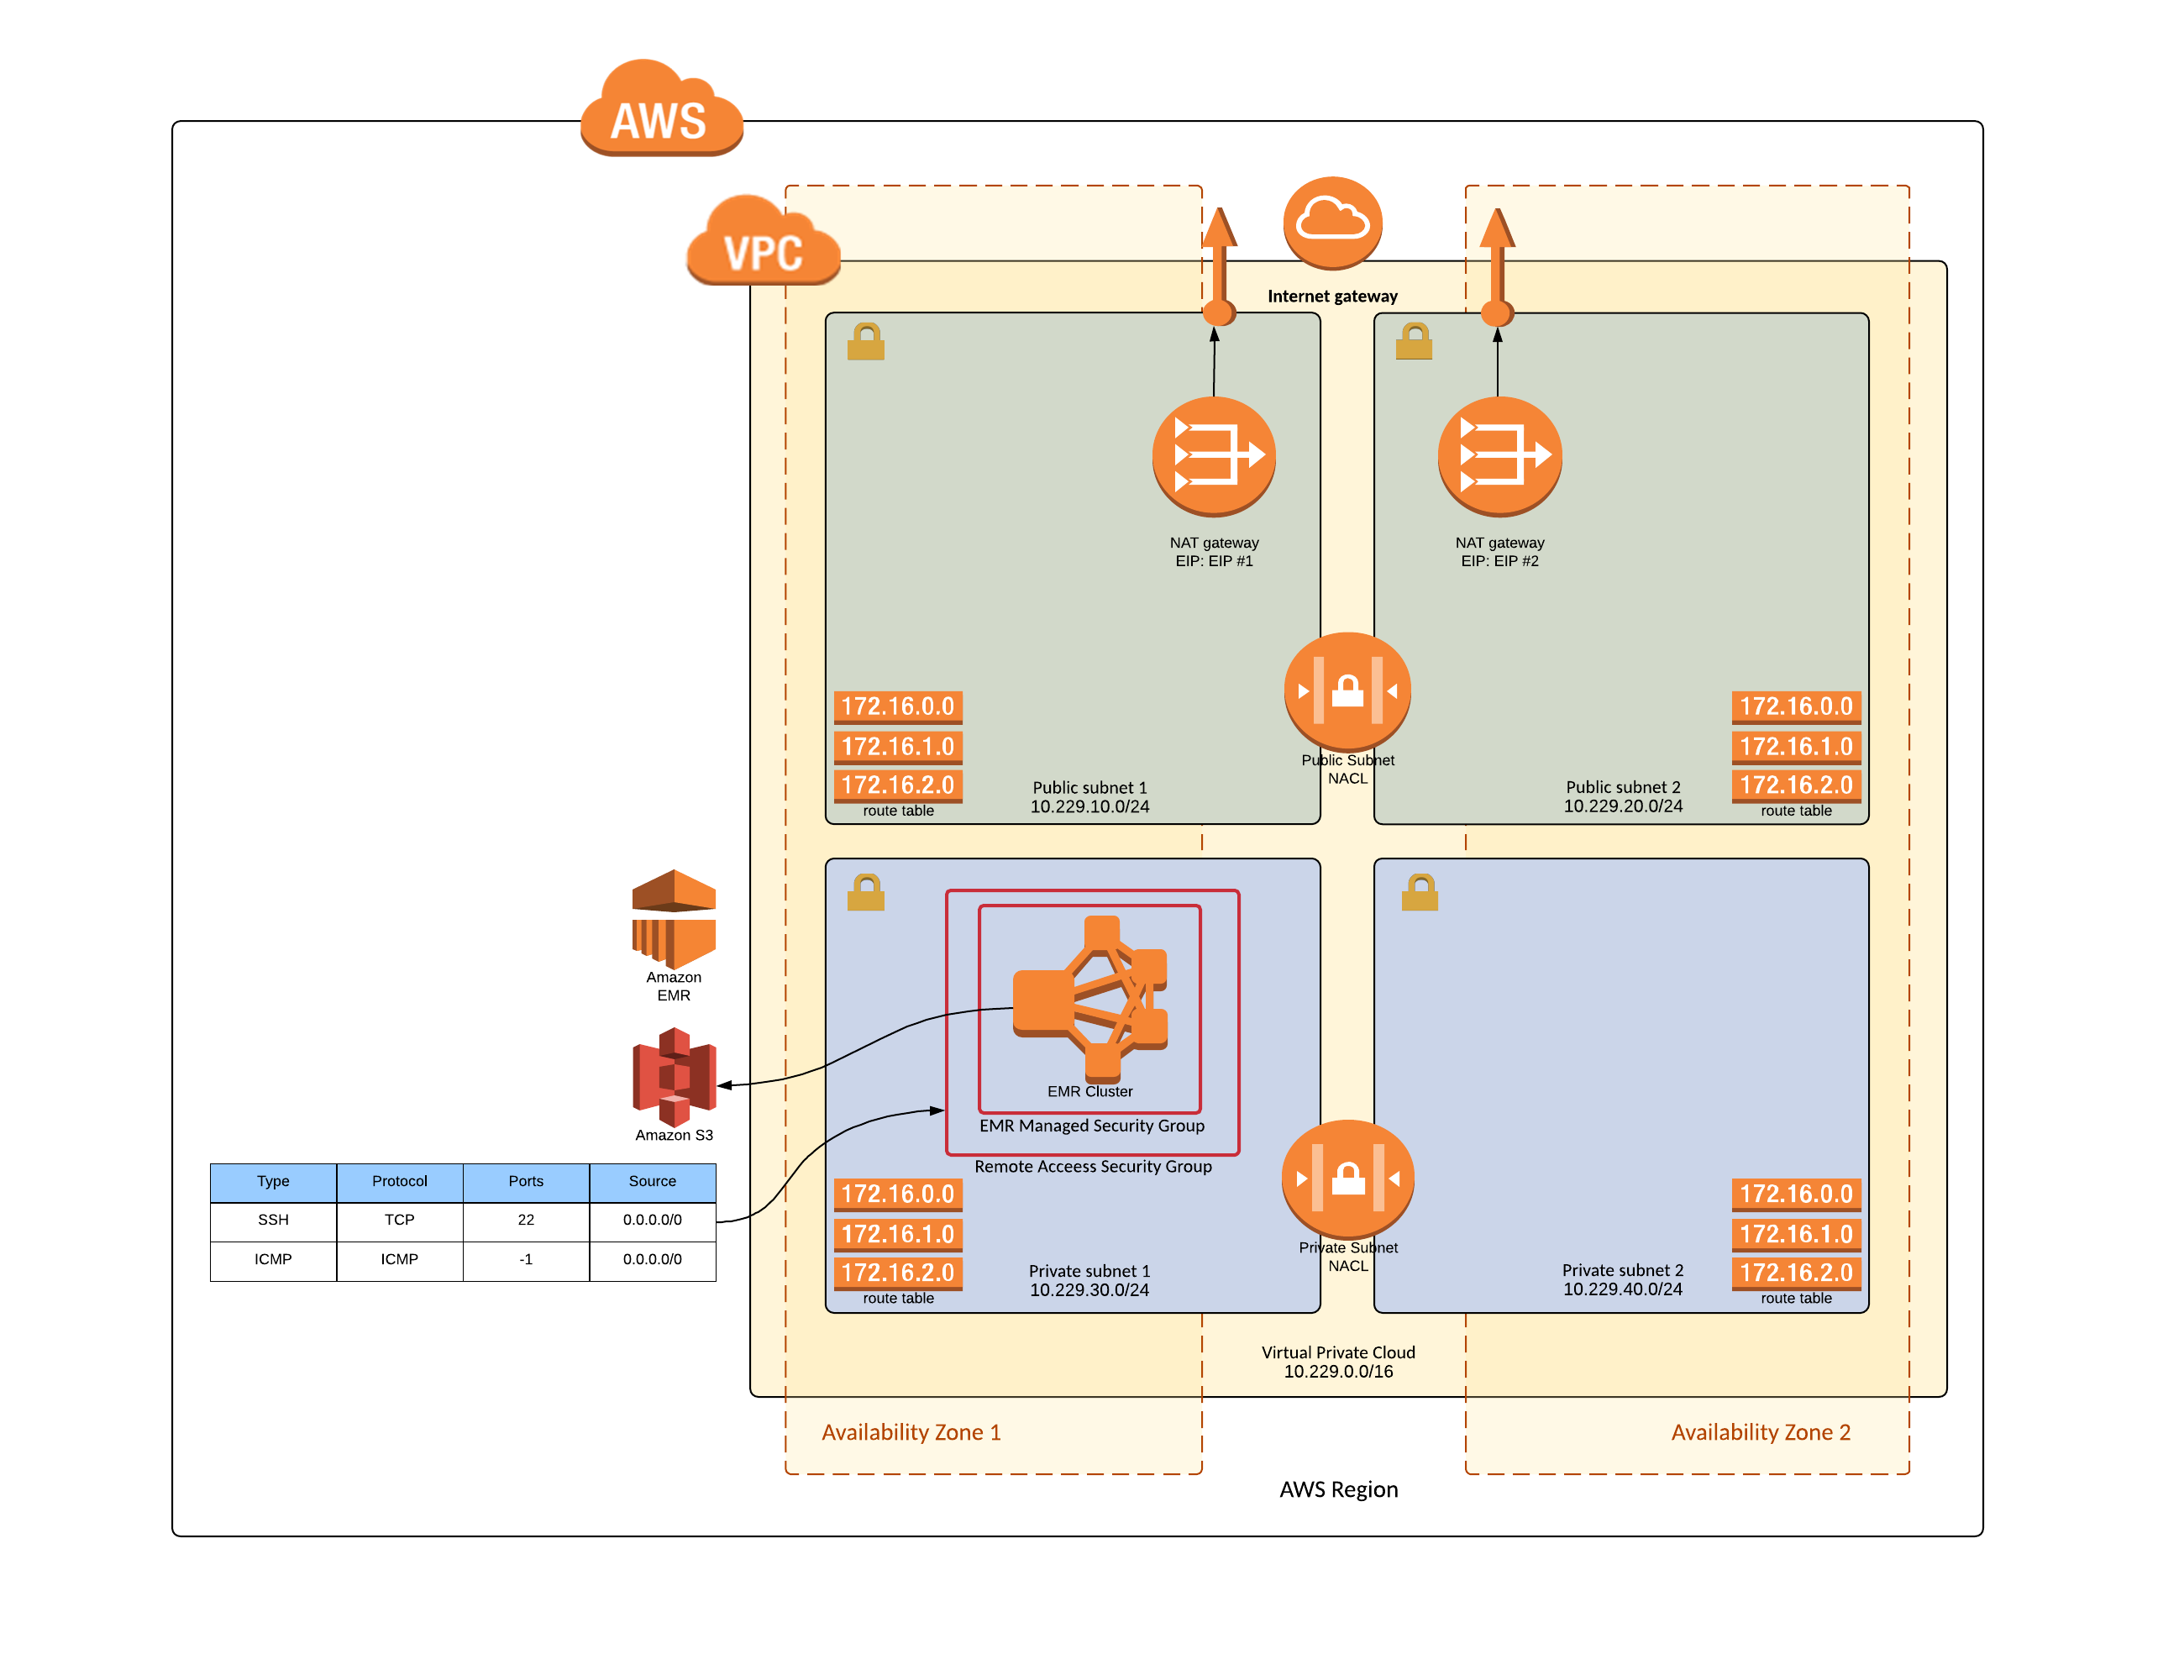 AWS
VPC
Internet gateway
NAT gateway
EIP: EIP #1
NAT gateway
EIP: EIP #2
172.16.0.0
172.16.1.0
172.16.2.0
route table
Public subnet 1
10.229.10.0/24
Public Subnet
NACL
Public subnet 2
10.229.20.0/24
172.16.0.0
172.16.1.0
172.16.2.0
route table
Amazon
EMR
Amazon S3
EMR Cluster
EMR Managed Security Group
Remote Acceess Security Group
Type Protocol Ports Source
SSH TCP 22 0.0.0.0/0
ICMP ICMP -1 0.0.0.0/0
172.16.0.0
172.16.1.0
172.16.2.0
route table
Private subnet 1
10.229.30.0/24
Private Subnet
NACL
Private subnet 2
10.229.40.0/24
172.16.0.0
172.16.1.0
172.16.2.0
route table
Virtual Private Cloud
10.229.0.0/16
Availability Zone 1
Availability Zone 2
AWS Region